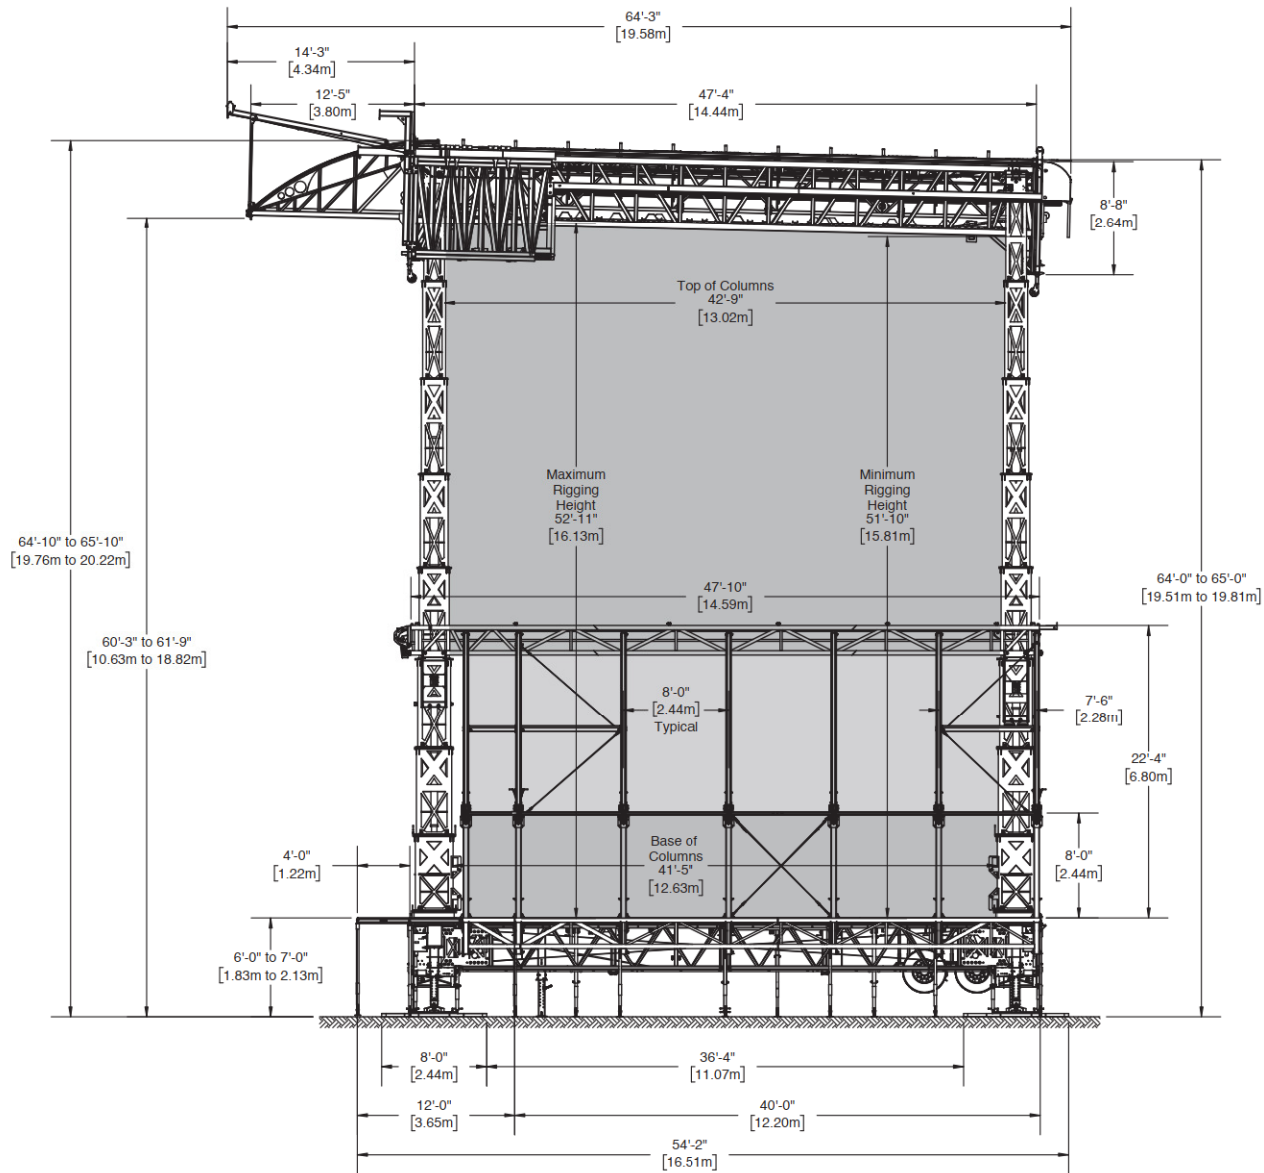 64'-3"
[19.58m]
14'-3"
[4.34m]
12'-5"
[3.80m]
47'-4"
[14.44m]
8'-8"
[2.64m]
Top of Columns
42'-9"
[13.02m]
Maximum
Rigging
Height
52'-11"
[16.13m]
Minimum
Rigging
Height
51'-10"
[15.81m]
64'-10" to 65'-10"
[19.76m to 20.22m]
64'-0" to 65'-0"
[19.51m to 19.81m]
47'-10"
[14.59m]
60'-3" to 61'-9"
[10.63m to 18.82m]
8'-0"
[2.44m]
Typical
7'-6"
[2.28m]
22'-4"
[6.80m]
Base of
Columns
41'-5"
[12.63m]
4'-0"
[1.22m]
8'-0"
[2.44m]
6'-0" to 7'-0"
[1.83m to 2.13m]
8'-0"
[2.44m]
36'-4"
[11.07m]
12'-0"
[3.65m]
40'-0"
[12.20m]
54'-2"
[16.51m]